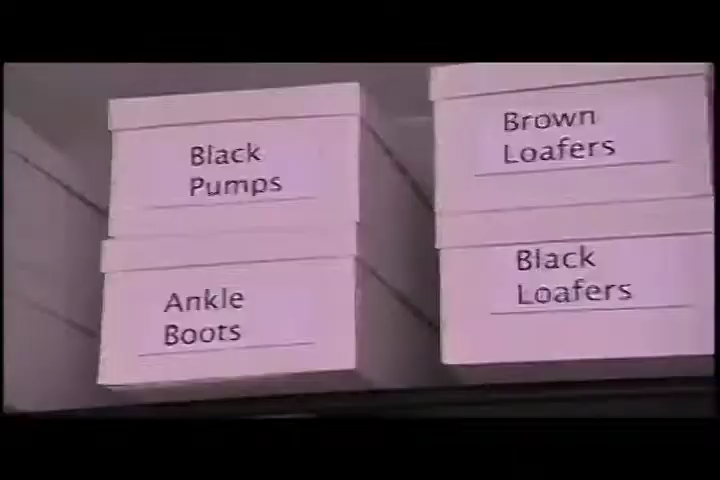 Black
Pumps
Ankle
Boots
Brown
Loafers
Black
Loafers